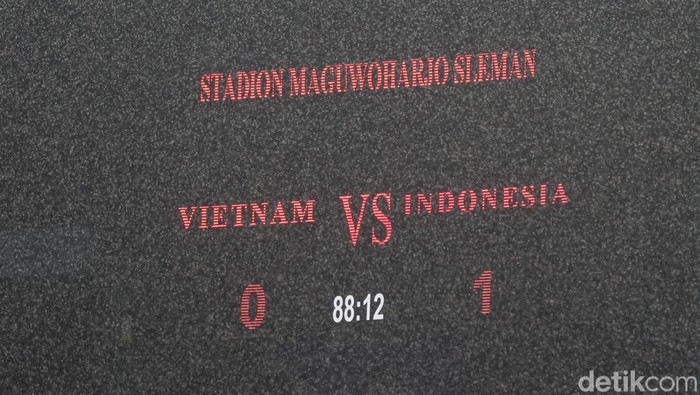 STADION MAGUWOHARJO SLEMAN
VIETNAM VS INDONESIA
0 88:12 1
detikcom